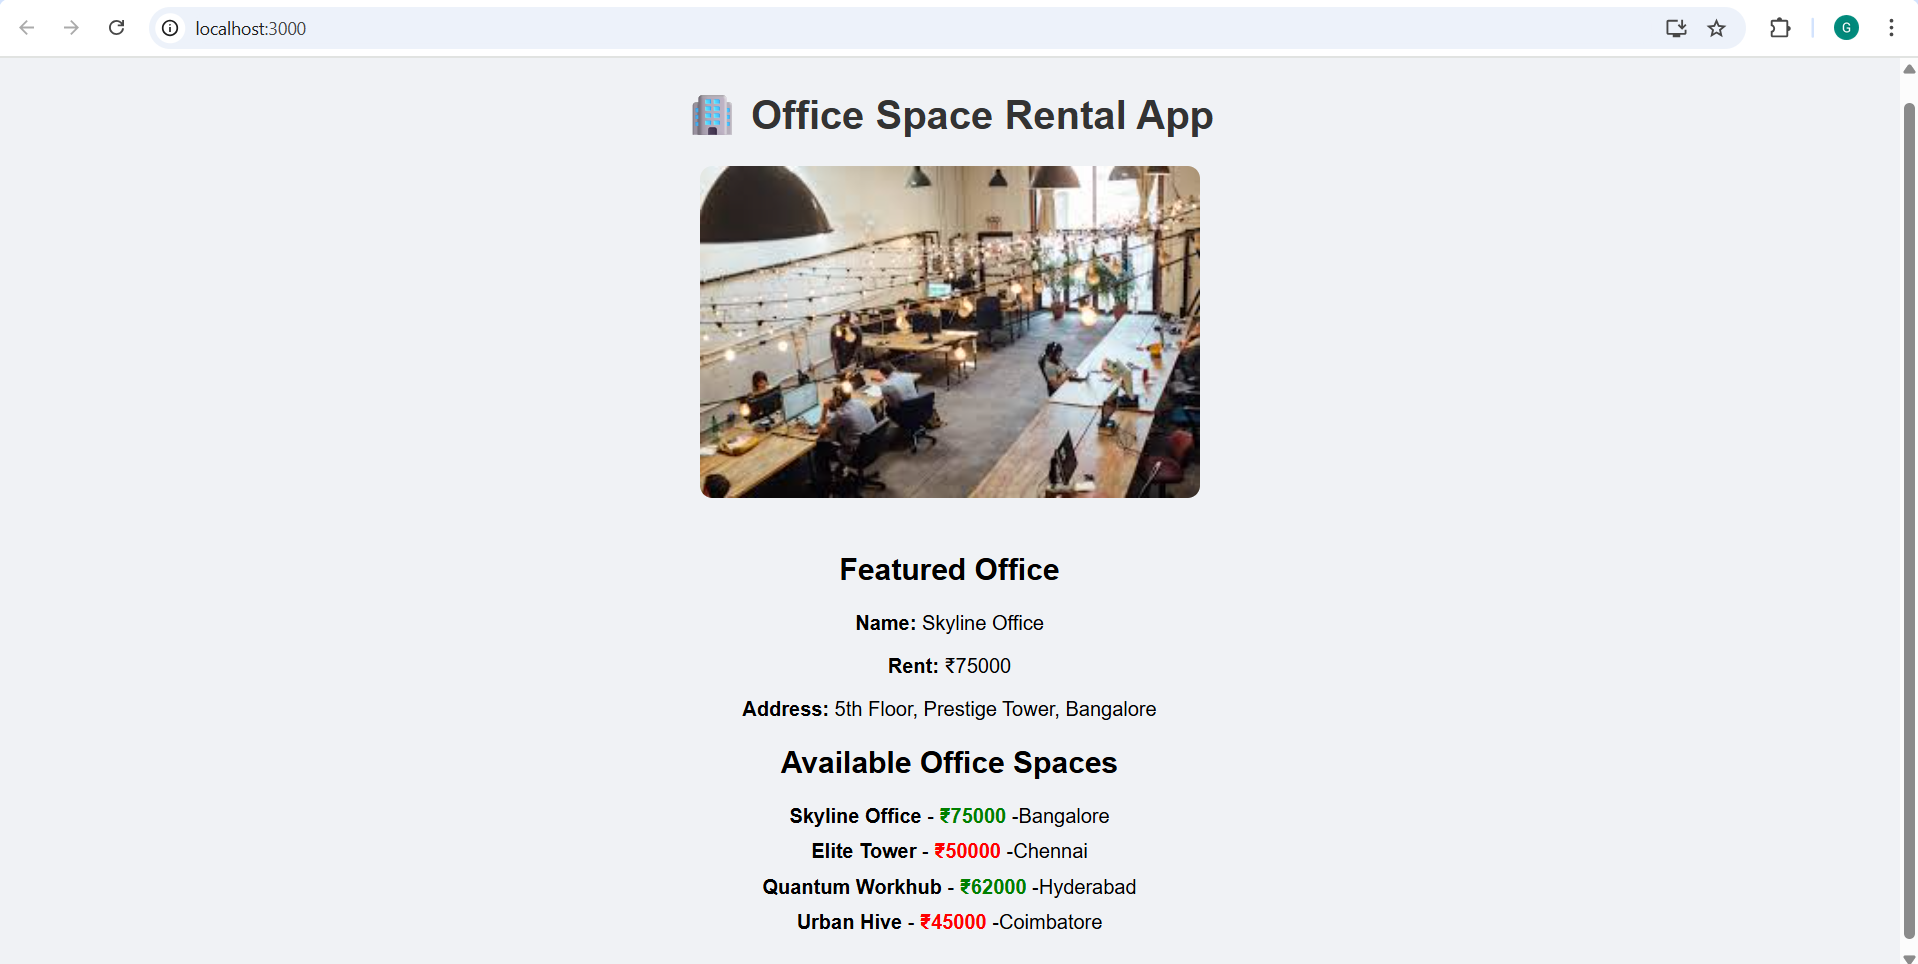 localhost:3000
G
Office Space Rental App
Featured Office
Name: Skyline Office
Rent: ₹75000
Address: 5th Floor, Prestige Tower, Bangalore
Available Office Spaces
Skyline Office - ₹75000 -Bangalore
Elite Tower - ₹50000 -Chennai
Quantum Workhub - ₹62000 -Hyderabad
Urban Hive - ₹45000 -Coimbatore